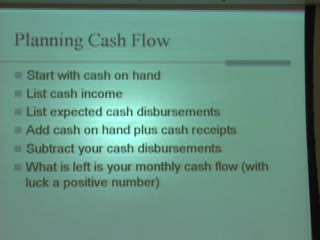 Planning Cash Flow
Start with cash on hand
List cash income
List expected cash disbursements
Add cash on hand plus cash receipts
Subtract your cash disbursements
What is left is your monthly cash flow (with
luck a positive number)